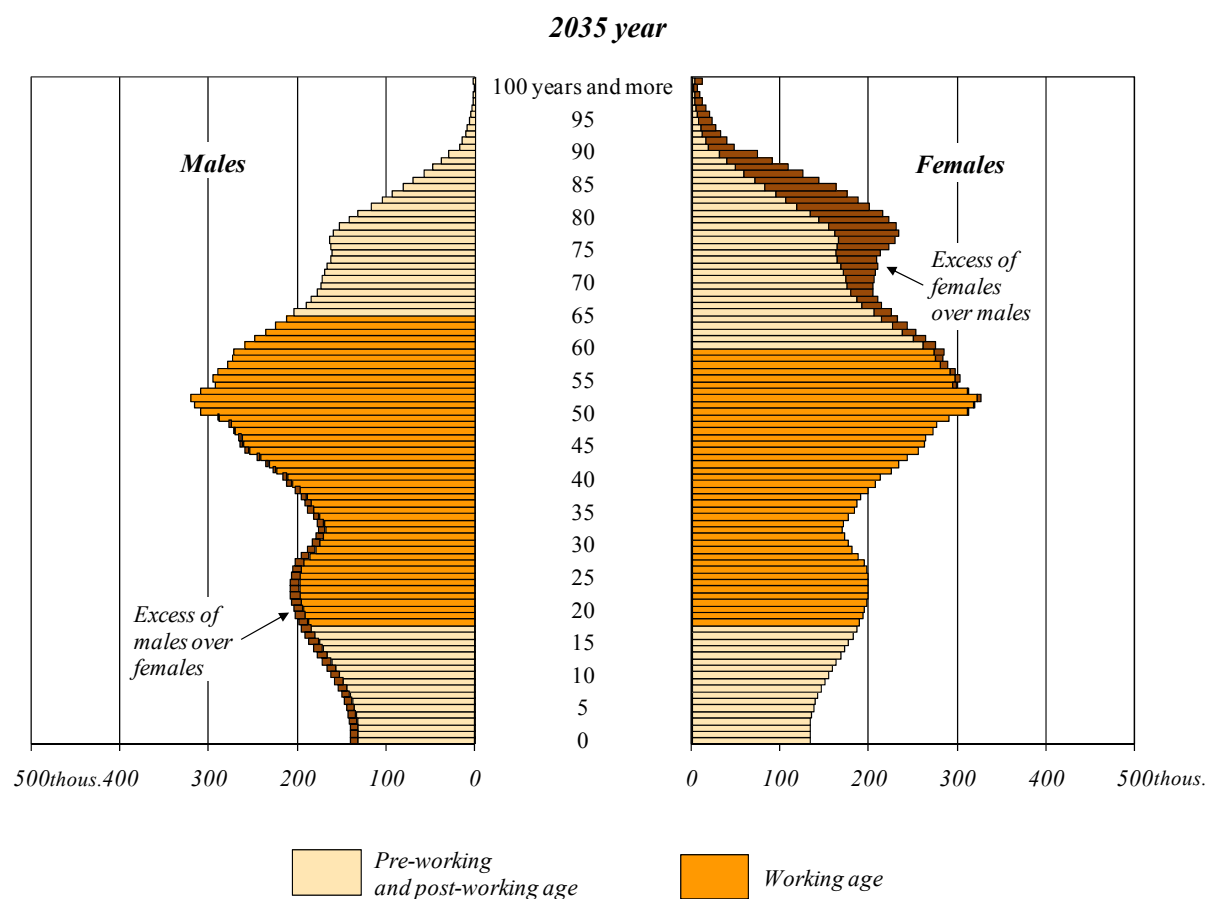 2035 year
100 years and more
95
90
85
80
75
70
65
60
55
50
45
40
35
30
25
20
15
10
5
0
Males
Females
Excess of
females
over males
Excess of
males over
females
500thous.400 300 200 100 0
0 100 200 300 400 500thous.
Pre-working
and post-working age
Working age